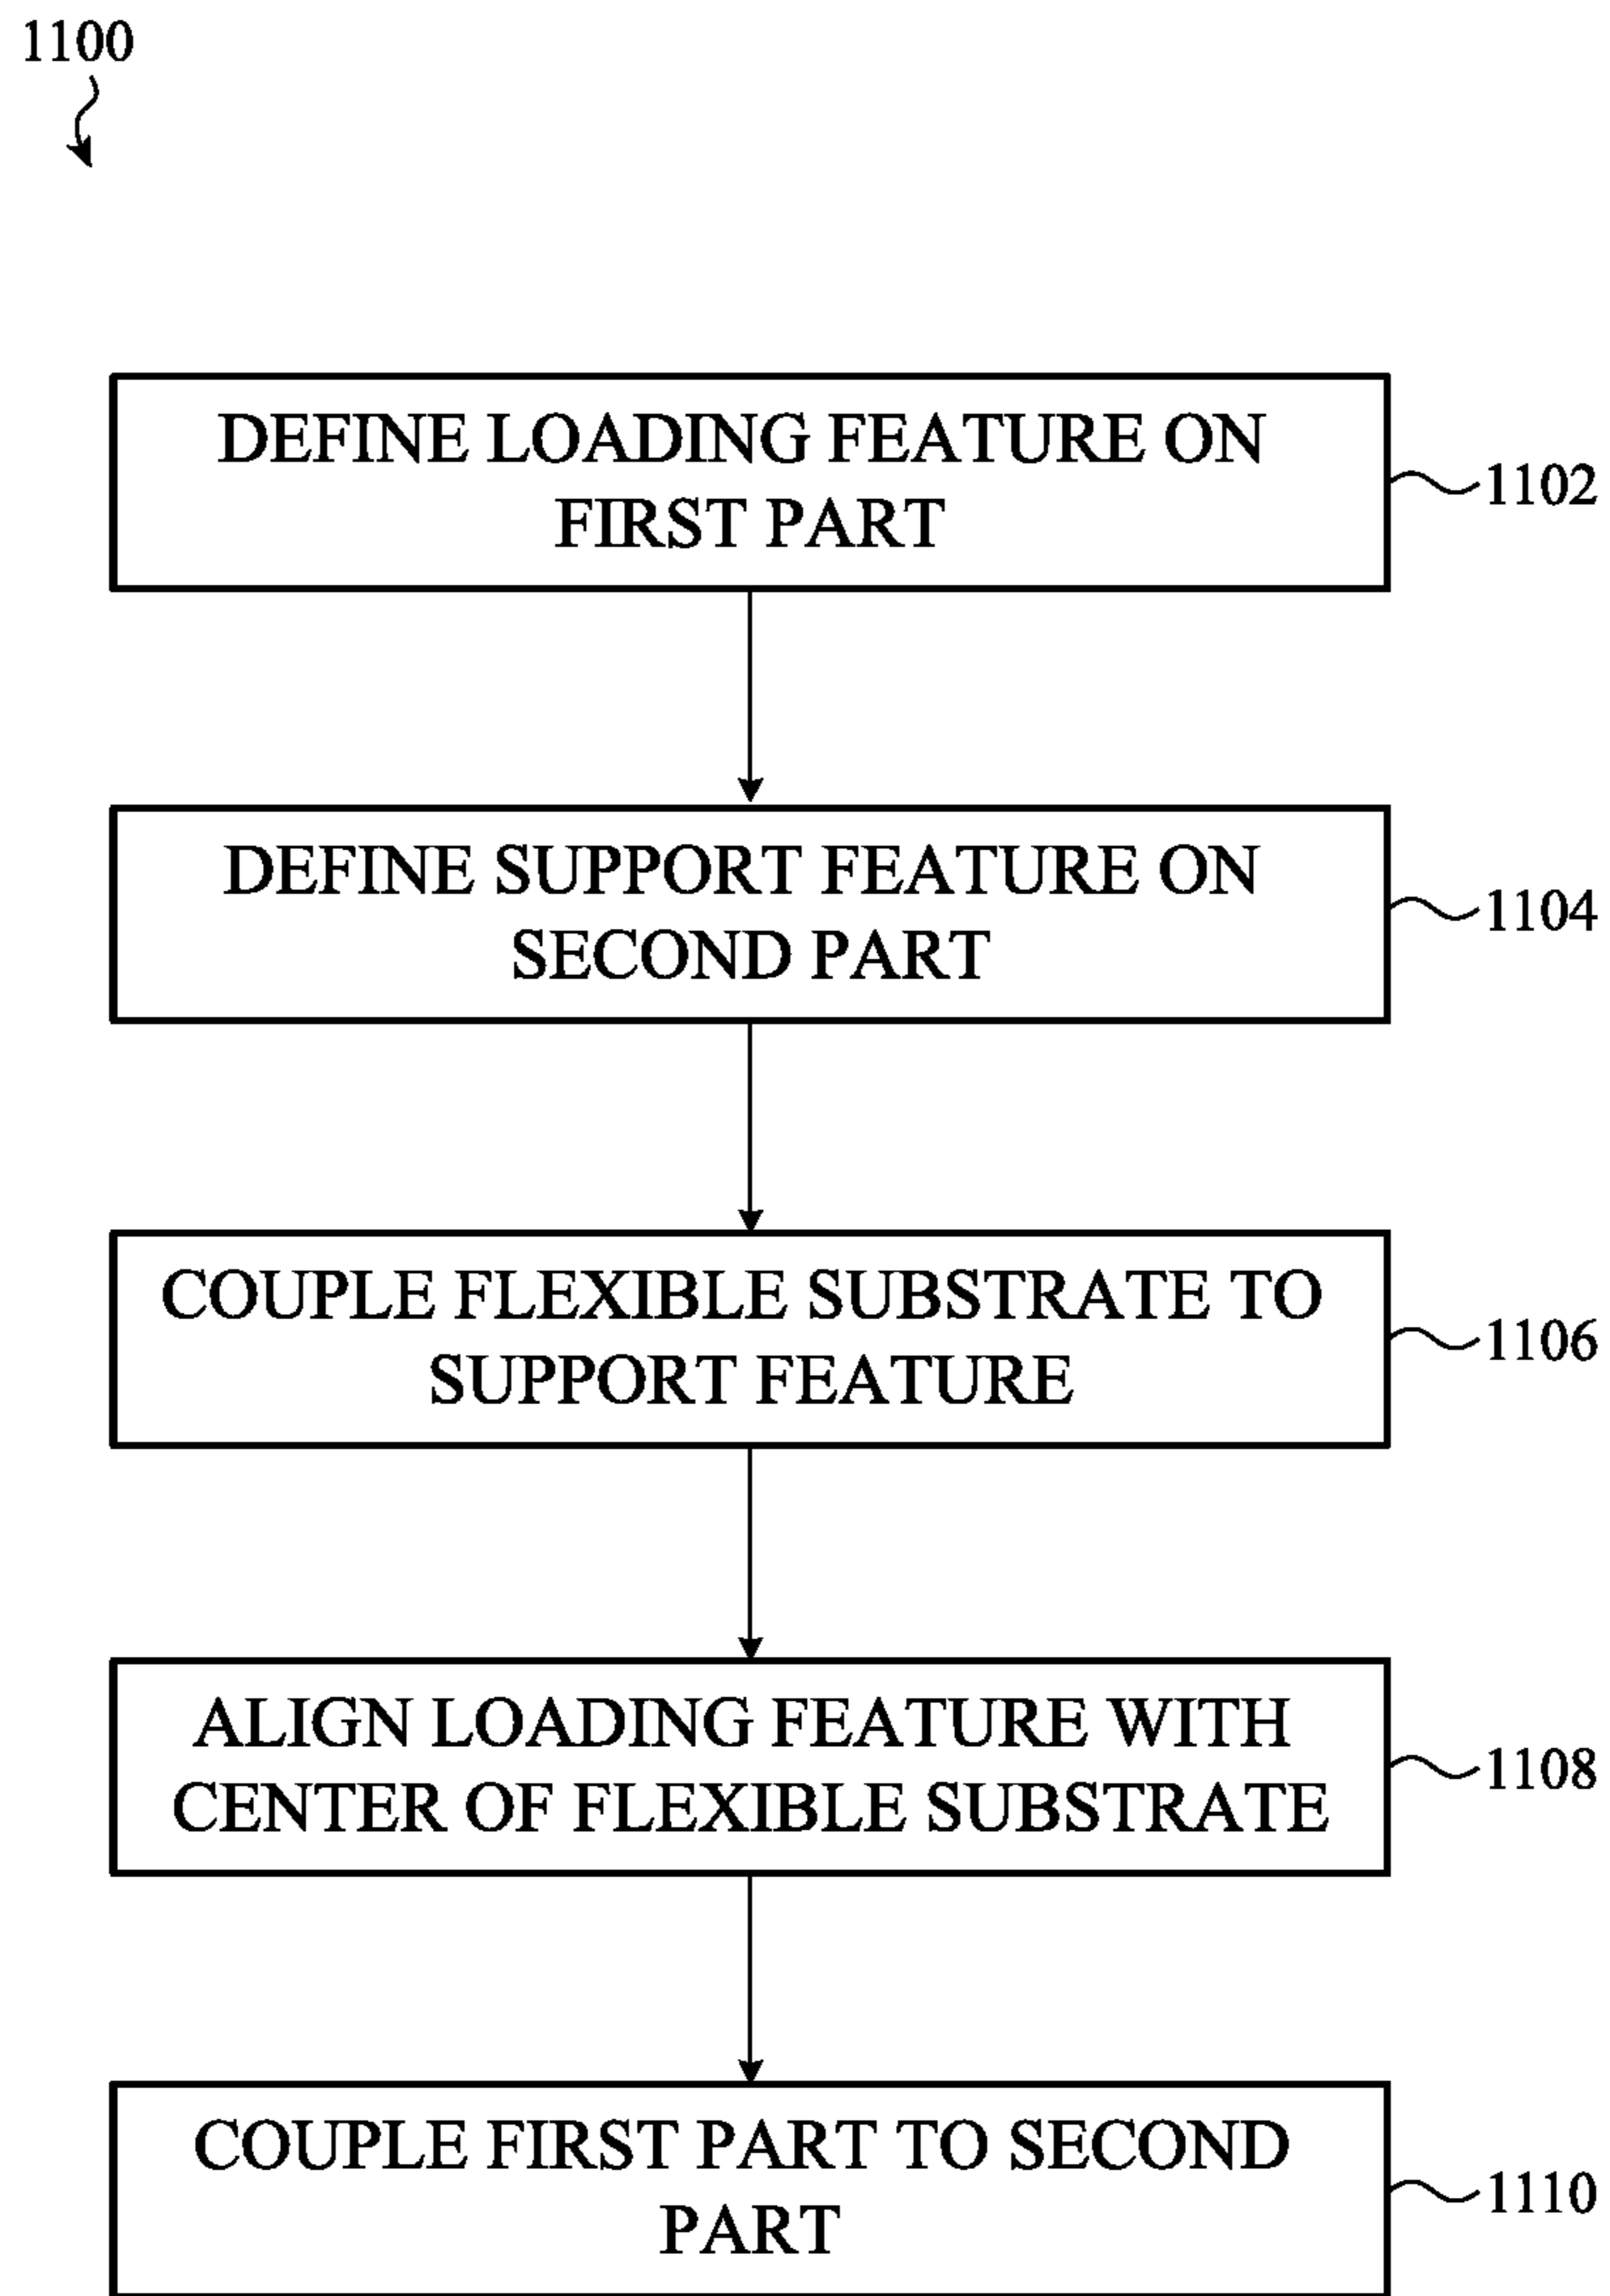 1100
DEFINE LOADING FEATURE ON
FIRST PART
1102
DEFINE SUPPORT FEATURE ON
SECOND PART
1104
COUPLE FLEXIBLE SUBSTRATE TO
SUPPORT FEATURE
1106
ALIGN LOADING FEATURE WITH
CENTER OF FLEXIBLE SUBSTRATE
1108
COUPLE FIRST PART TO SECOND
PART
1110